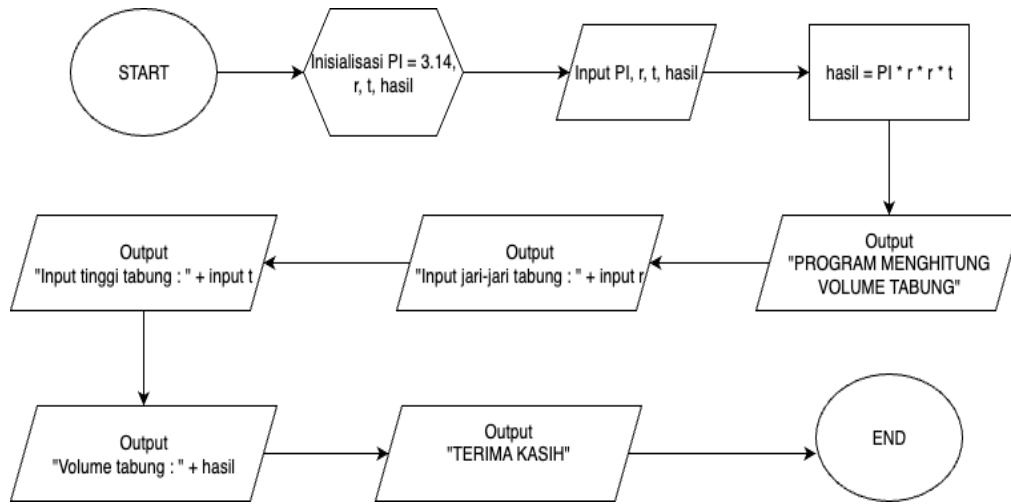 START
Inisialisasi PI = 3.14,
r, t, hasil
Input PI, r, t, hasil
hasil = PI * r * r * t
Output
"PROGRAM MENGHITUNG
VOLUME TABUNG"
Output
"Input jari-jari tabung : " + input r
Output
"Input tinggi tabung : " + input t
Output
"Volume tabung : " + hasil
Output
"TERIMA KASIH"
END